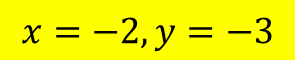 x = −2, y = −3